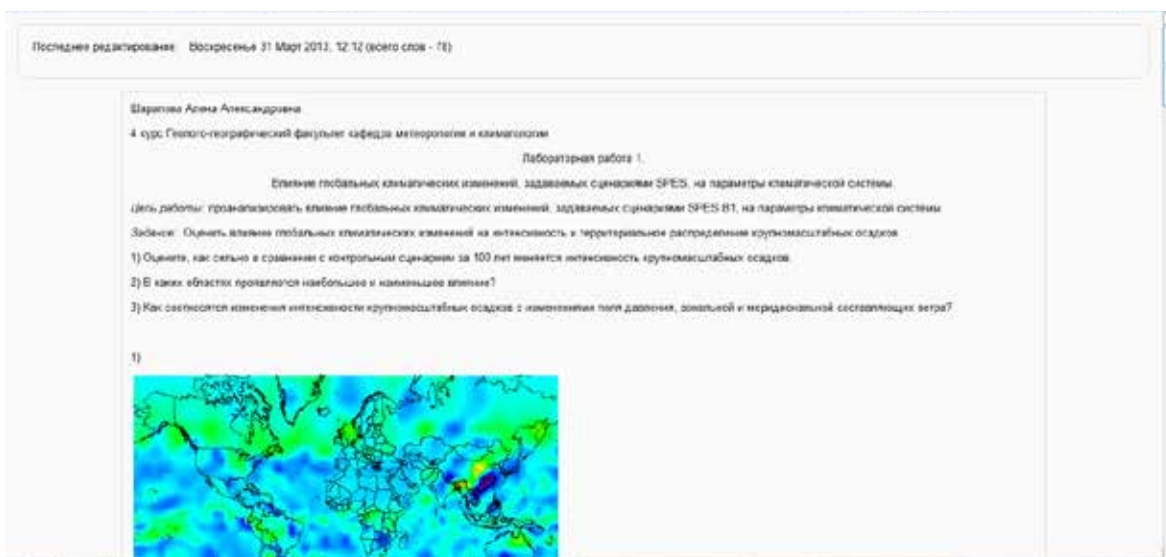 Последнее редактирование: Воскресенье 31 Март 2013, 12:12 (всего слов - 78)
Шарапова Алена Александровна
4 курс Геолого-географический факультет кафедра метеорологии и климатологии
Лабораторная работа 1.
Влияние глобальных климатических изменений, задаваемых сценариями SPES, на параметры климатической системы.
Цель работы: проанализировать влияние глобальных климатических изменений, задаваемых сценариями SPES B1, на параметры климатической системы
Задание: Оценить влияние глобальных климатических изменений на интенсивность и территориальное распределение крупномасштабных осадков
1) Оцените, как сильно в сравнении с контрольным сценарием за 100 лет меняется интенсивность крупномасштабных осадков.
2) В каких областях проявляются наибольшее и наименьшее влияние?
3) Как соотносятся изменения интенсивности крупномасштабных осадков с изменениями поля давления, зональной и меридиональной составляющих ветра?
1)